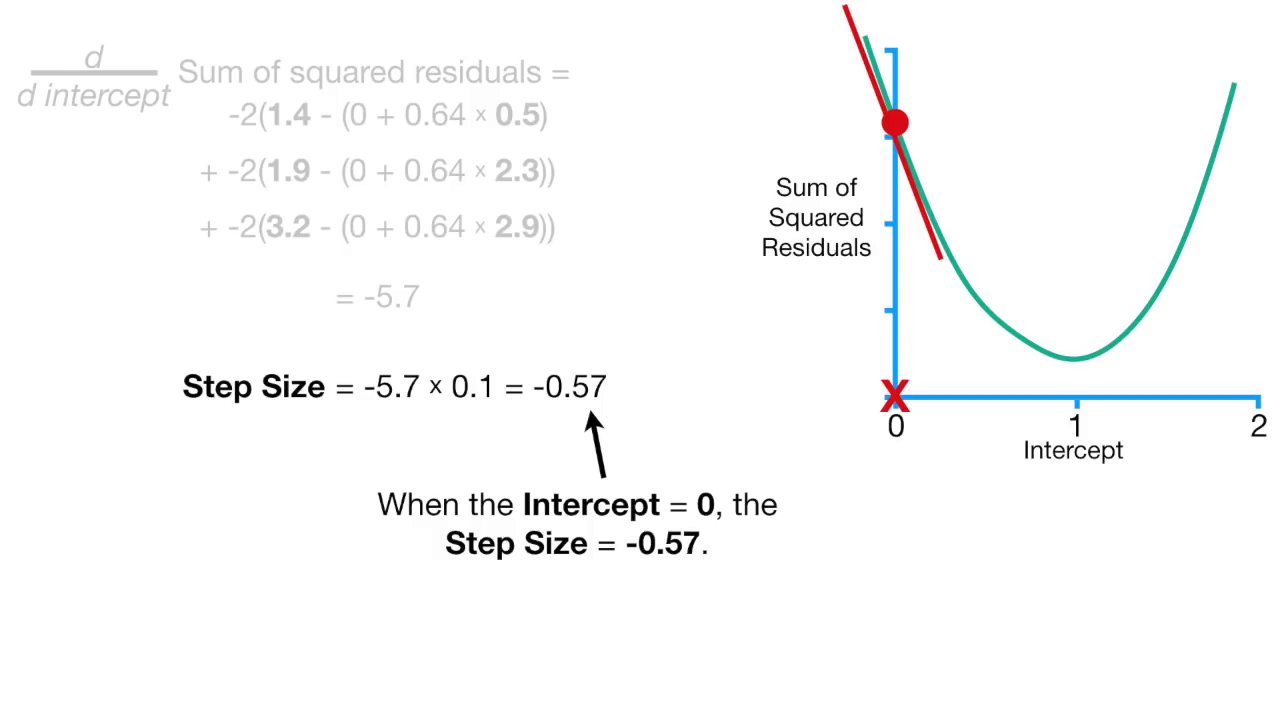 d
d intercept
Sum of squared residuals =
-2(1.4 - (0 + 0.64 × 0.5)
+ -2(1.9 - (0 + 0.64 × 2.3))
+ -2(3.2 - (0 + 0.64 × 2.9))
= -5.7
Step Size = -5.7 × 0.1 = -0.57
When the Intercept = 0, the
Step Size = -0.57.
Sum of
Squared
Residuals
X
0 1 2
Intercept